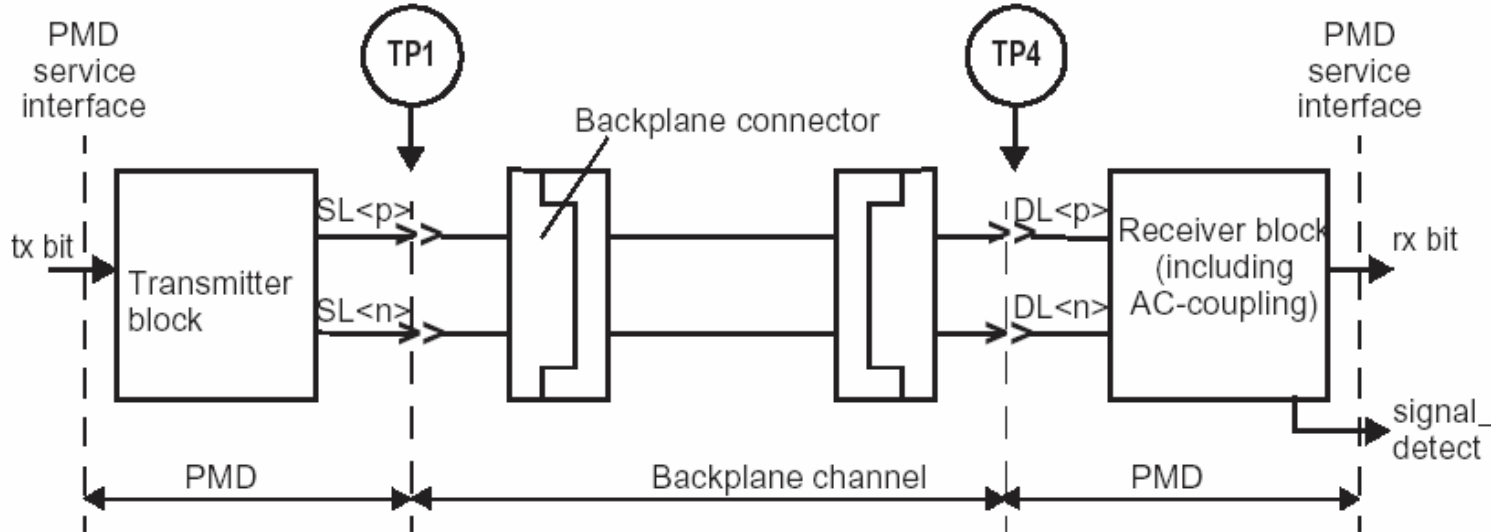 PMD
service
interface
TP1
TP4
PMD
service
interface
Backplane connector
SL<p>
DL<p>
tx bit
Transmitter
block
Receiver block
(including
AC-coupling)
rx bit
SL<n>
DL<n>
signal_
detect
PMD
Backplane channel
PMD